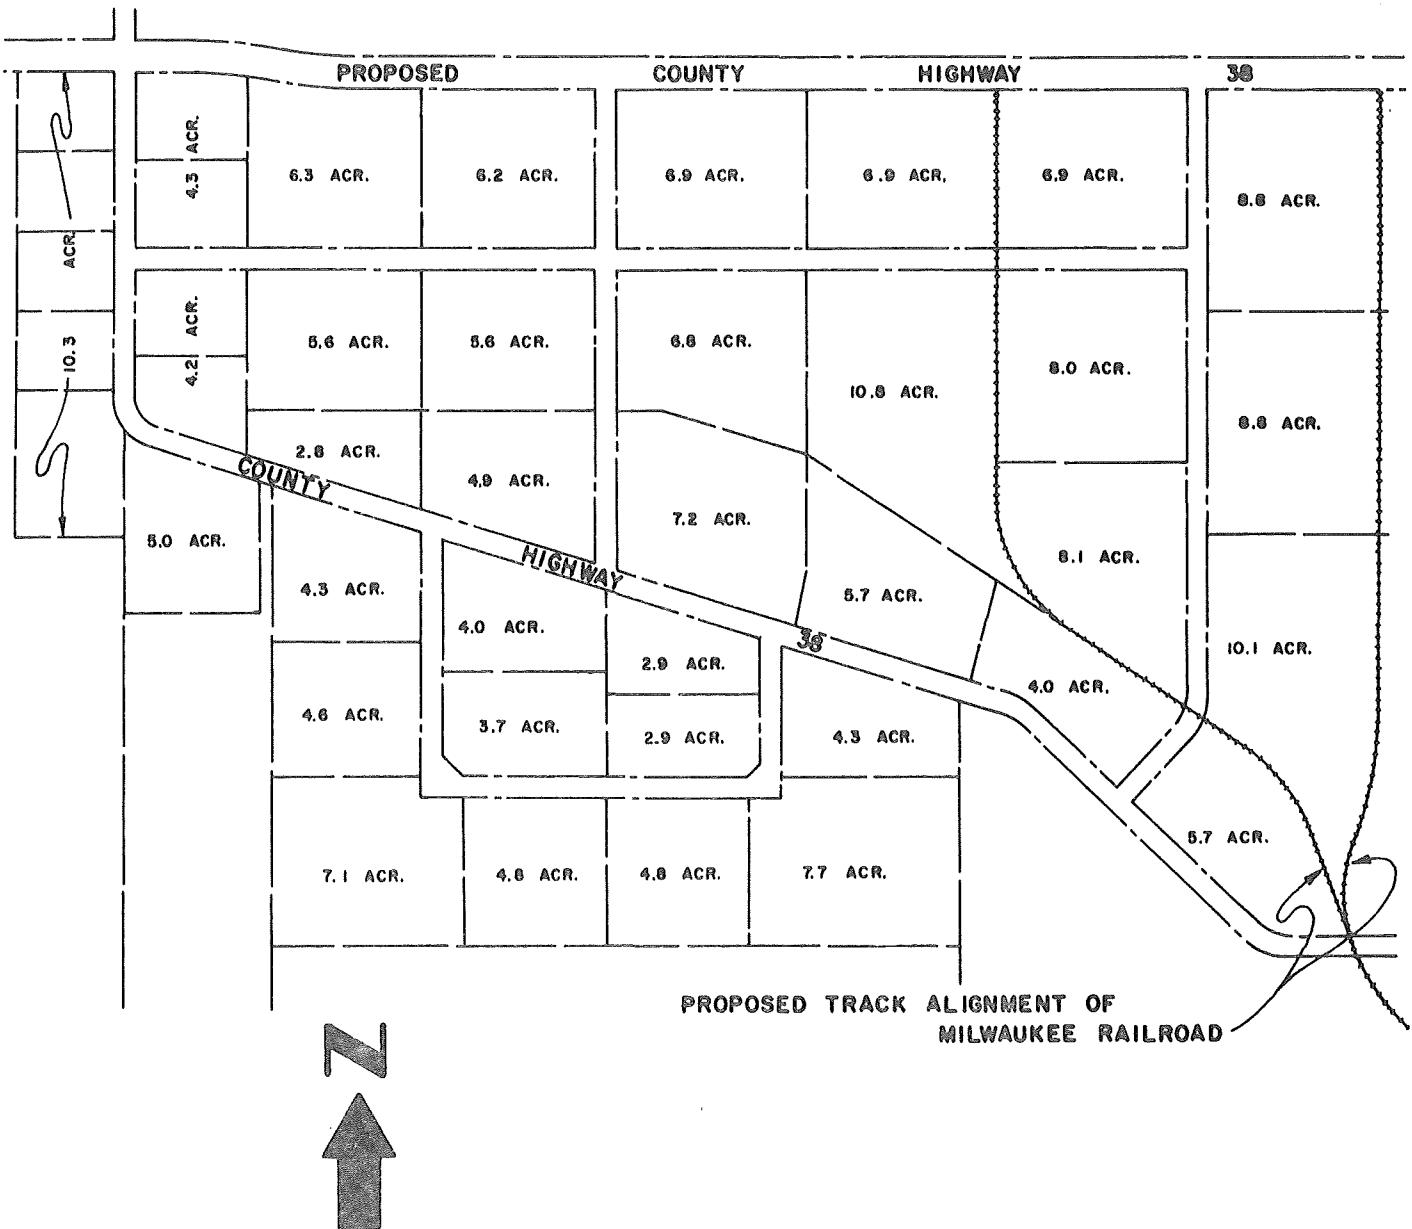 PROPOSED COUNTY HIGHWAY 38
4.3 ACR.
6.3 ACR.
6.2 ACR.
6.9 ACR.
6.9 ACR.
6.9 ACR.
8.8 ACR.
10.3 ACR.
4.2 ACR.
5.6 ACR.
5.6 ACR.
6.8 ACR.
10.8 ACR.
8.0 ACR.
8.8 ACR.
2.8 ACR.
4.9 ACR.
7.2 ACR.
8.1 ACR.
COUNTY HIGHWAY 38
5.0 ACR.
4.3 ACR.
4.0 ACR.
5.7 ACR.
2.9 ACR.
4.0 ACR.
10.1 ACR.
4.6 ACR.
3.7 ACR.
2.9 ACR.
4.3 ACR.
5.7 ACR.
7.1 ACR.
4.8 ACR.
4.8 ACR.
7.7 ACR.
PROPOSED TRACK ALIGNMENT OF
MILWAUKEE RAILROAD
N